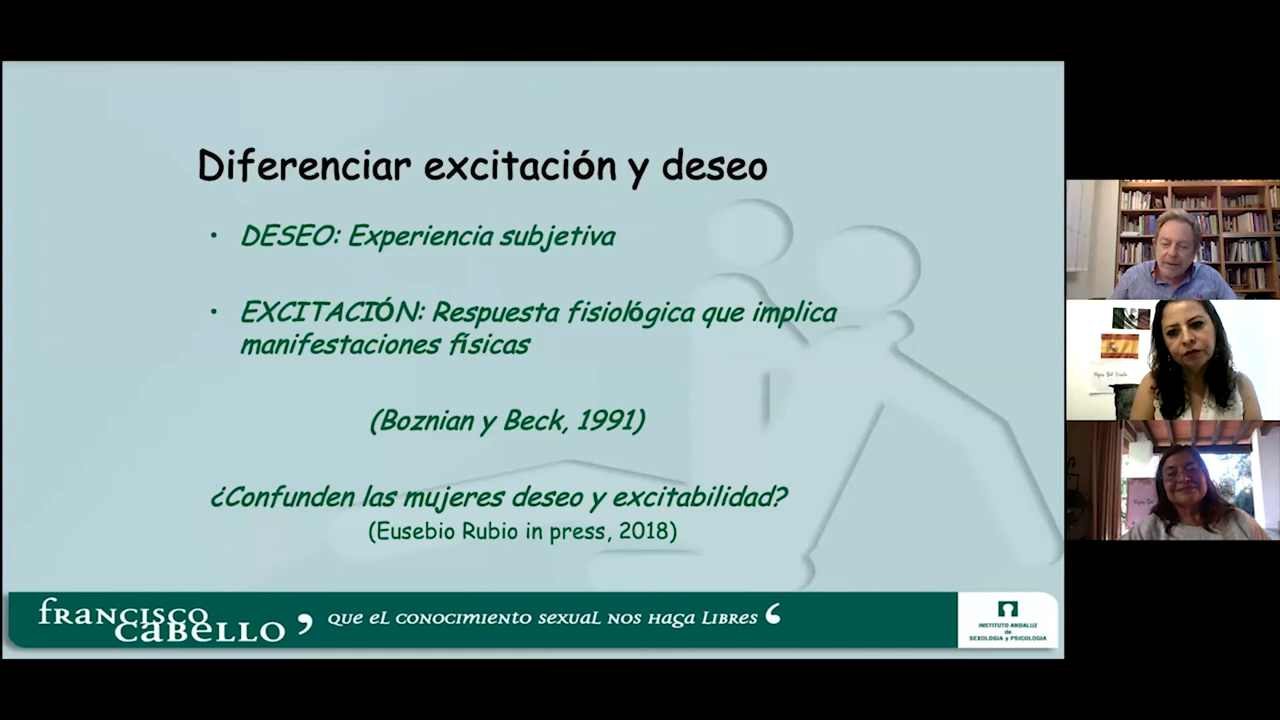 Diferenciar excitación y deseo
• DESEO: Experiencia subjetiva
• EXCITACIÓN: Respuesta fisiológica que implica
manifestaciones físicas
(Boznian y Beck, 1991)
¿Confunden las mujeres deseo y excitabilidad?
(Eusebio Rubio in press, 2018)
francisco
cabello , que el conocimiento sexual nos haga libres ‘
INSTITUTO ANDALUZ
de
SEXOLOGIA y PSICOLOGIA